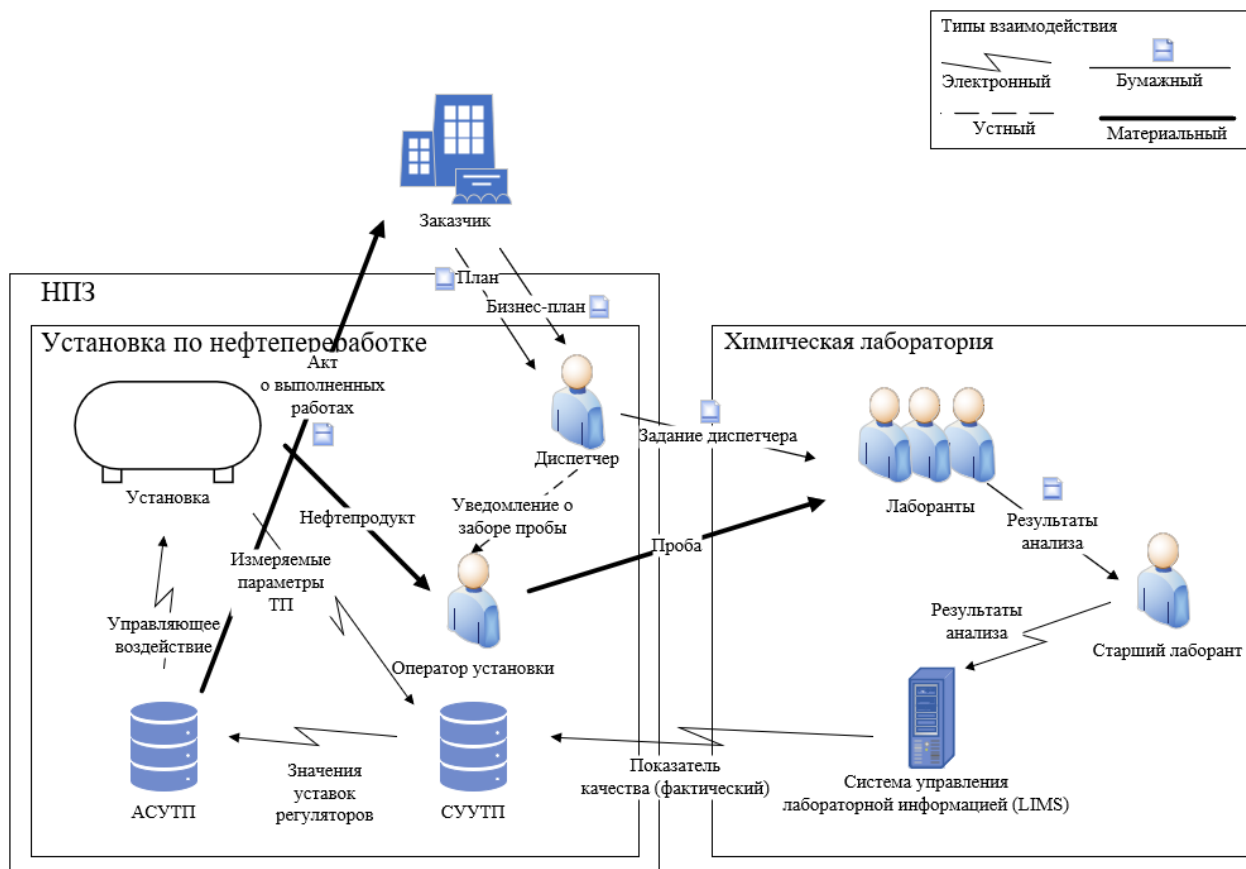 Типы взаимодействия
Электронный
Бумажный
Устный
Материальный
Заказчик
План
Бизнес-план
НПЗ
Установка по нефтепереработке
Акт
о выполненных
работах
Установка
Диспетчер
Задание диспетчера
Нефтепродукт
Уведомление о
заборе пробы
Измеряемые
параметры
ТП
Проба
Управляющее
воздействие
Оператор установки
АСУТП
СУУТП
Значения
уставок
регуляторов
Показатель
качества (фактический)
Химическая лаборатория
Лаборанты
Результаты
анализа
Результаты
анализа
Старший лаборант
Система управления
лабораторной информацией (LIMS)